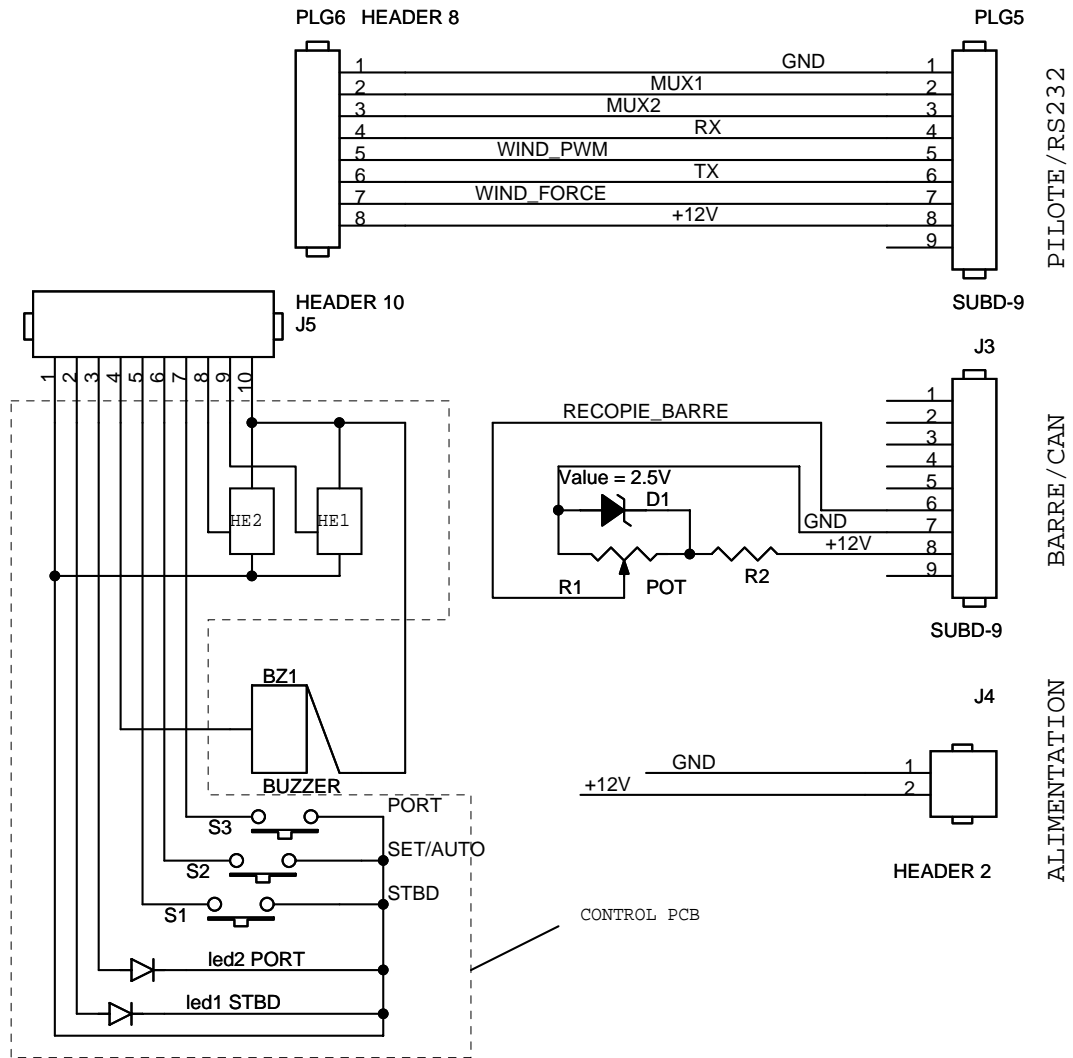 PLG6 HEADER 8
PLG5
1 GND 1
2 MUX1 2
3 MUX2 3
4 RX 4
5 WIND_PWM 5
6 TX 6
7 WIND_FORCE 7
8 +12V 8
9
PILOTE/RS232
SUBD-9
HEADER 10
J5
1 2 3 4 5 6 7 8 9 10
HE2
HE1
J3
1
2
3
4
5
6
7
8
9
RECOPIE_BARRE
Value = 2.5V
D1
GND
+12V
R1
POT
R2
BARRE/CAN
SUBD-9
BZ1
BUZZER
J4
GND 1
+12V 2
HEADER 2
ALIMENTATION
PORT
S3
SET/AUTO
S2
STBD
S1
CONTROL PCB
led2 PORT
led1 STBD